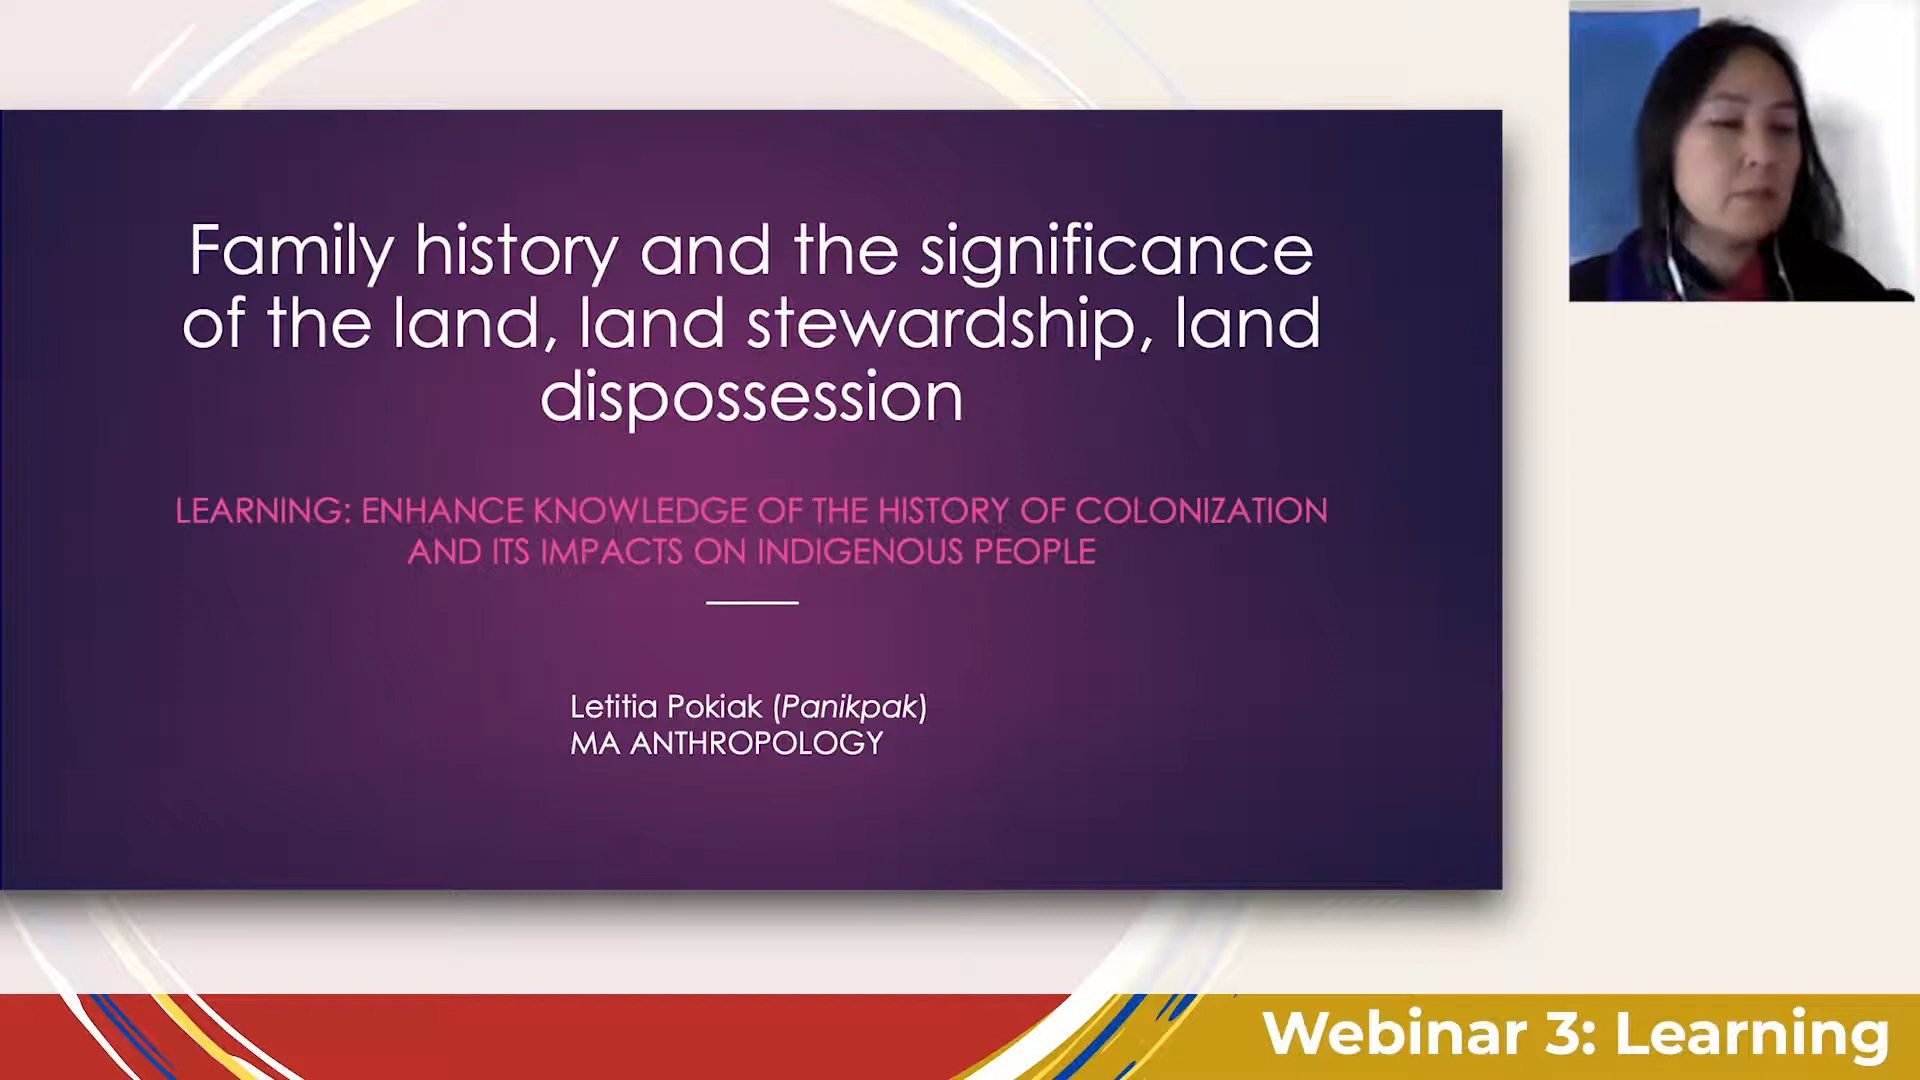 Family history and the significance
of the land, land stewardship, land
dispossession
LEARNING: ENHANCE KNOWLEDGE OF THE HISTORY OF COLONIZATION
AND ITS IMPACTS ON INDIGENOUS PEOPLE
Letitia Pokiak (Panikpak)
MA ANTHROPOLOGY
Webinar 3: Learning